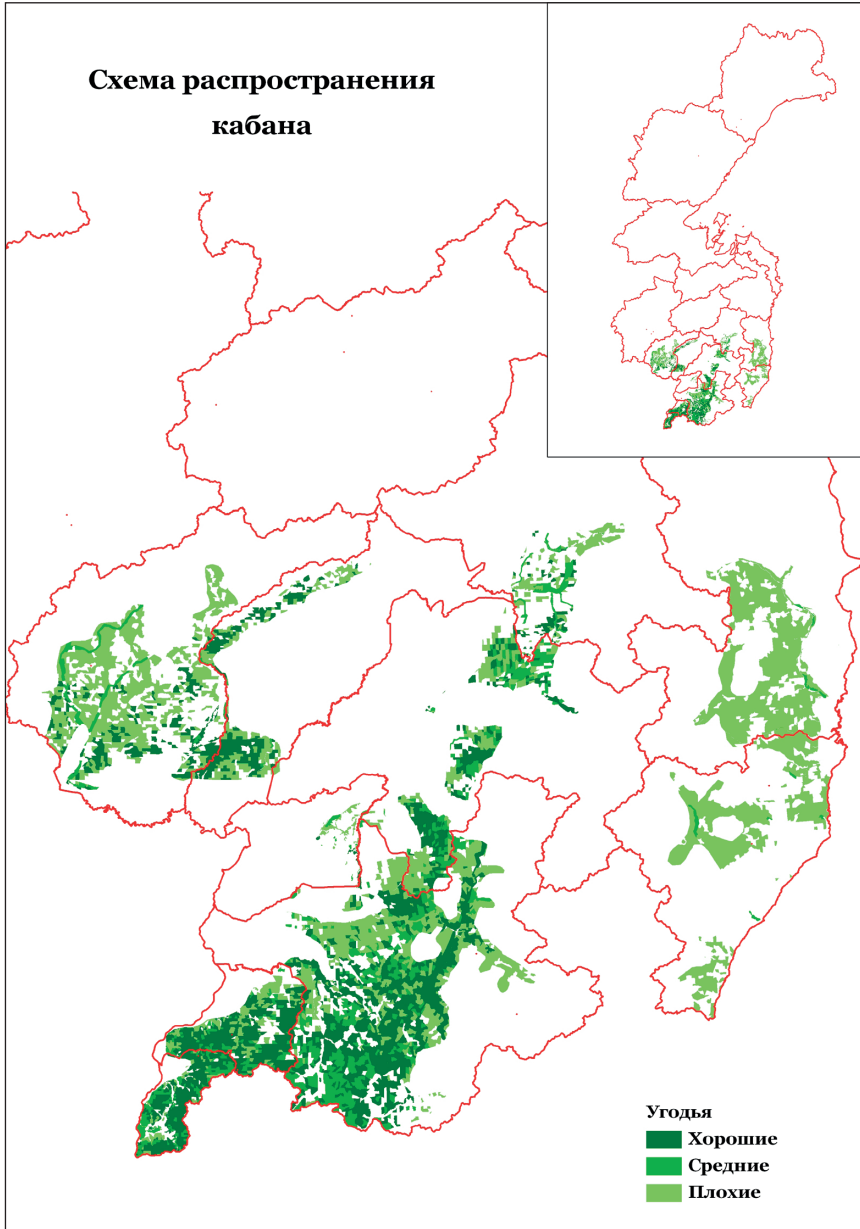 Схема распространения
кабана
Угодья
Хорошие
Средние
Плохие